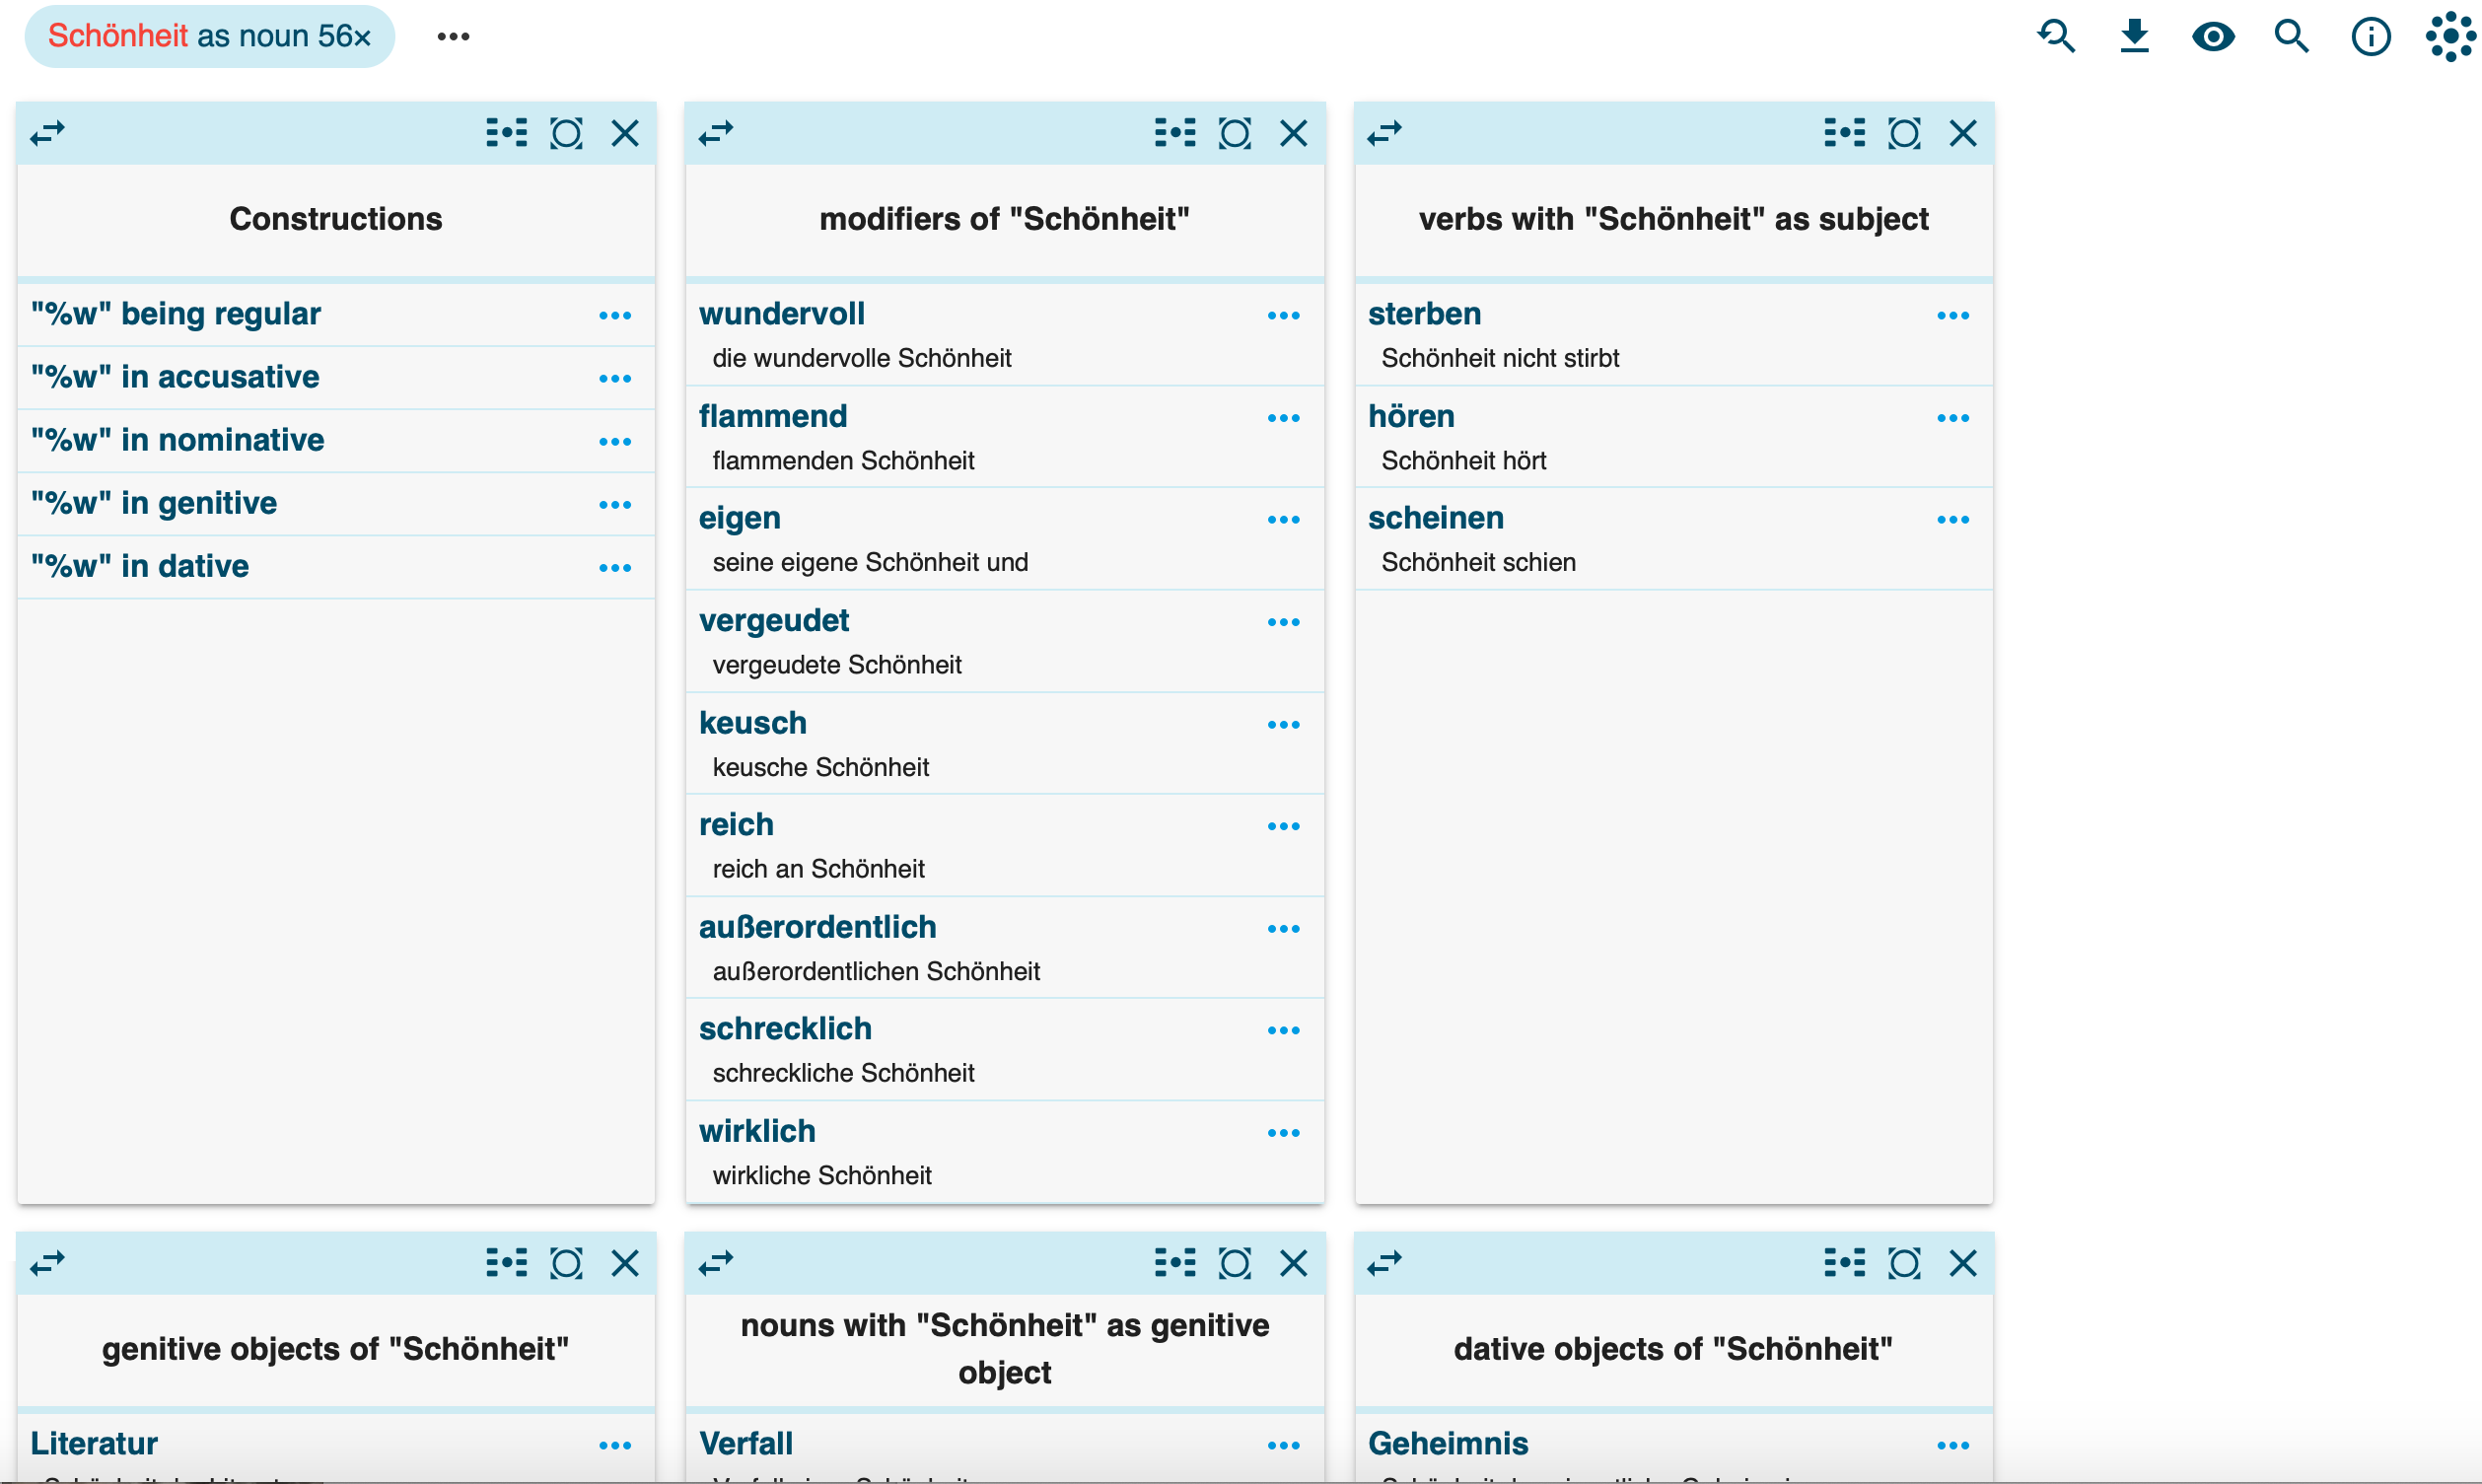 Schönheit as noun 56×
Constructions
"%w" being regular
"%w" in accusative
"%w" in nominative
"%w" in genitive
"%w" in dative
modifiers of "Schönheit"
wundervoll
die wundervolle Schönheit
flammend
flammenden Schönheit
eigen
seine eigene Schönheit und
vergeudet
vergeudete Schönheit
keusch
keusche Schönheit
reich
reich an Schönheit
außerordentlich
außerordentlichen Schönheit
schrecklich
schreckliche Schönheit
wirklich
wirkliche Schönheit
verbs with "Schönheit" as subject
sterben
Schönheit nicht stirbt
hören
Schönheit hört
scheinen
Schönheit schien
genitive objects of "Schönheit"
Literatur
nouns with "Schönheit" as genitive
object
Verfall
dative objects of "Schönheit"
Geheimnis